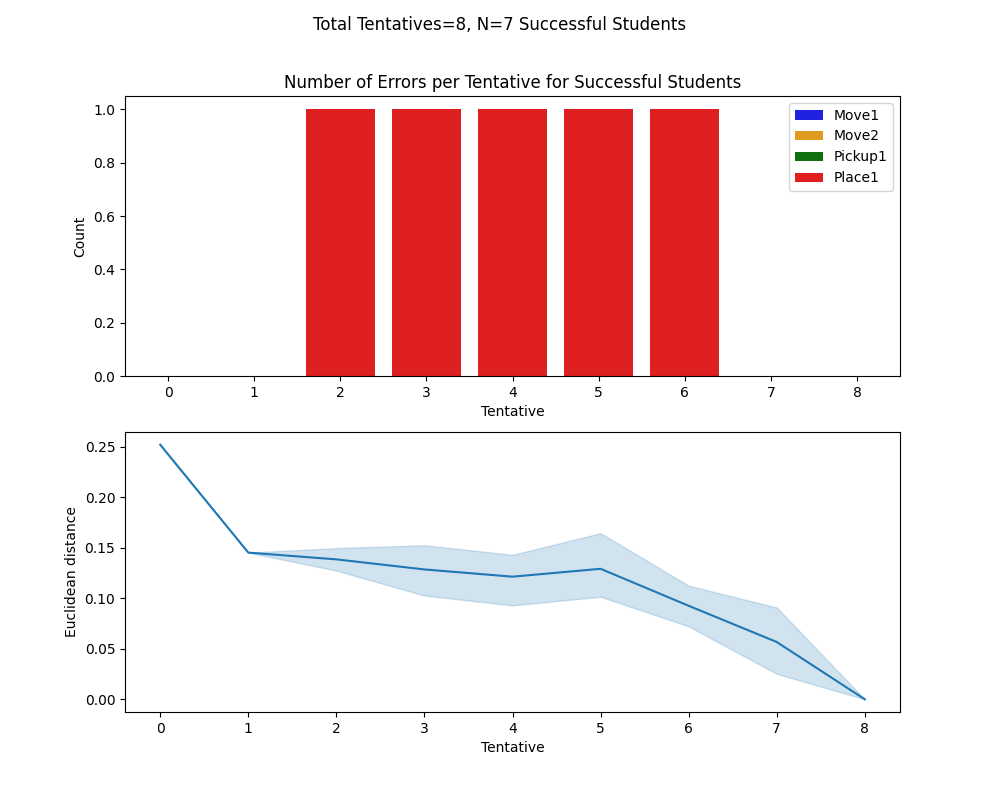 Total Tentatives=8, N=7 Successful Students
Number of Errors per Tentative for Successful Students
1.0
0.8
0.6
0.4
0.2
0.0
Count
Move1
Move2
Pickup1
Place1
0 1 2 3 4 5 6 7 8
Tentative
0.25
0.20
0.15
0.10
0.05
0.00
Euclidean distance
0 1 2 3 4 5 6 7 8
Tentative